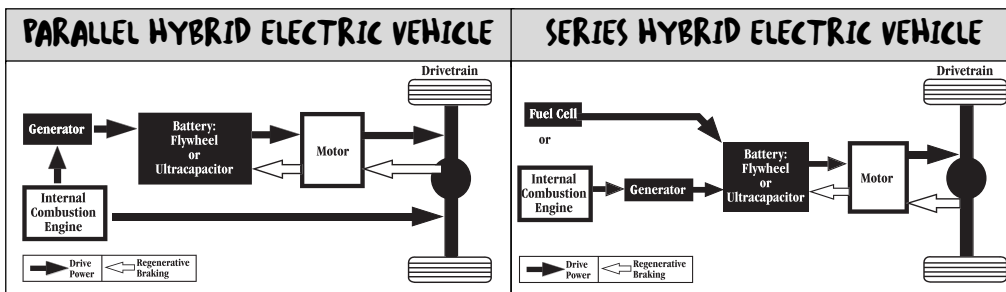 PARALLEL HYBRID ELECTRIC VEHICLE
Drivetrain
Generator
Battery:
Flywheel
or
Ultracapacitor
Motor
Internal
Combustion
Engine
Drive
Power
Regenerative
Braking
SERIES HYBRID ELECTRIC VEHICLE
Drivetrain
Fuel Cell
or
Internal
Combustion
Engine
Generator
Battery:
Flywheel
or
Ultracapacitor
Motor
Drive
Power
Regenerative
Braking